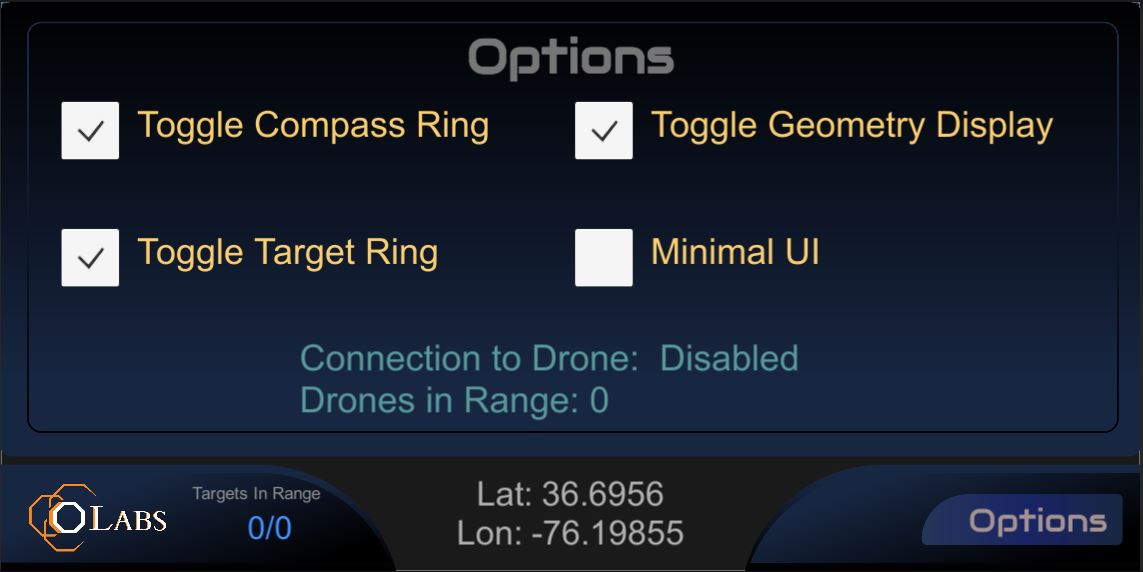 Options
Toggle Compass Ring
Toggle Geometry Display
Toggle Target Ring
Minimal UI
Connection to Drone: Disabled
Drones in Range: 0
OLABS
Targets In Range
0/0
Lat: 36.6956
Lon: -76.19855
Options